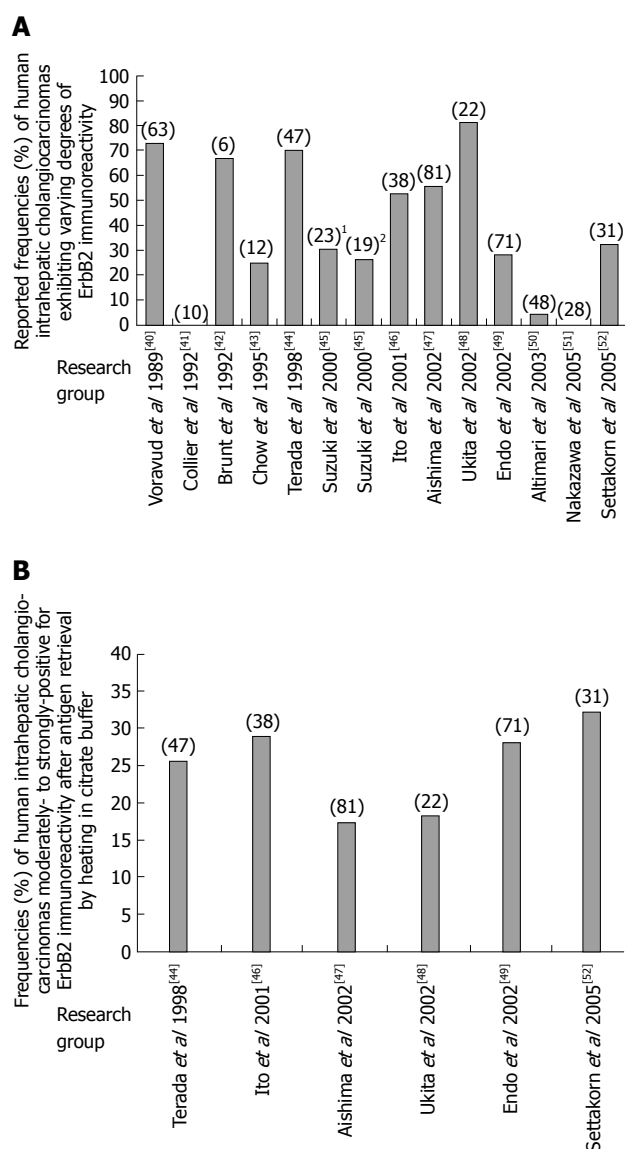 A
Reported frequencies (%) of human
intrahepatic cholangiocarcinomas
exhibiting varying degrees of
ErbB2 immunoreactivity
100
90
80
70
60
50
40
30
20
10
0
(63)
(10)
(6)
(12)
(47)
(23)¹
(19)²
(38)
(81)
(22)
(71)
(48)
(28)
(31)
Research
group
Voravud et al 1989[40]
Collier et al 1992[41]
Brunt et al 1992[42]
Chow et al 1995[43]
Terada et al 1998[44]
Suzuki et al 2000[45]
Suzuki et al 2000[45]
Ito et al 2001[46]
Aishima et al 2002[47]
Ukita et al 2002[48]
Endo et al 2002[49]
Altimari et al 2003[50]
Nakazawa et al 2005[51]
Settakorn et al 2005[52]
B
Frequencies (%) of human intrahepatic cholangio-
carcinomas moderately- to strongly-positive for
ErbB2 immunoreactivity after antigen retrieval
by heating in citrate buffer
40
35
30
25
20
15
10
5
0
(47)
(38)
(81)
(22)
(71)
(31)
Research
group
Terada et al 1998[44]
Ito et al 2001[46]
Aishima et al 2002[47]
Ukita et al 2002[48]
Endo et al 2002[49]
Settakorn et al 2005[52]